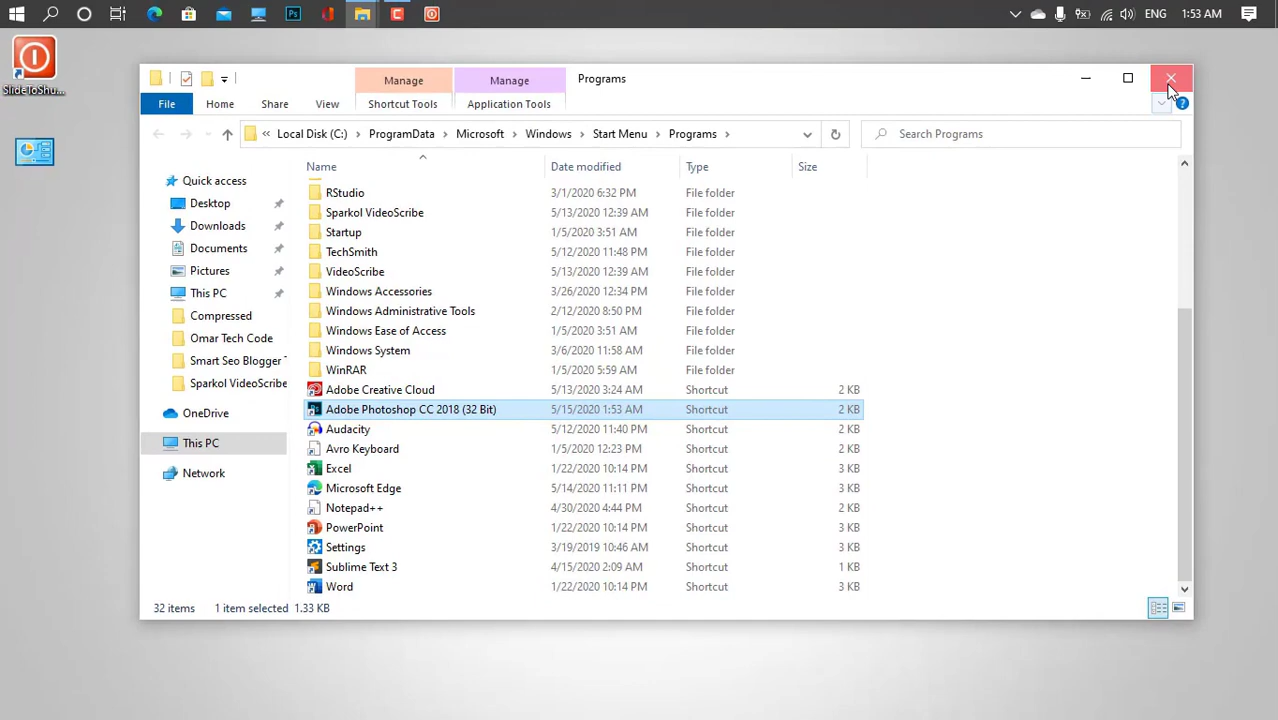 Ps
ENG
1:53 AM
SlideToShu...
Manage
Manage
Programs
File
Home
Share
View
Shortcut Tools
Application Tools
« Local Disk (C:) > ProgramData > Microsoft > Windows > Start Menu > Programs >
Search Programs
Name
Date modified
Type
Size
Quick access
Desktop
Downloads
Documents
Pictures
This PC
Compressed
Omar Tech Code
Smart Seo Blogger T
Sparkol VideoScribe
OneDrive
This PC
Network
RStudio 3/1/2020 6:32 PM File folder
Sparkol VideoScribe 5/13/2020 12:39 AM File folder
Startup 1/5/2020 3:51 AM File folder
TechSmith 5/12/2020 11:48 PM File folder
VideoScribe 5/13/2020 12:39 AM File folder
Windows Accessories 3/26/2020 12:34 PM File folder
Windows Administrative Tools 2/12/2020 8:50 PM File folder
Windows Ease of Access 1/5/2020 3:51 AM File folder
Windows System 3/6/2020 11:58 AM File folder
WinRAR 1/5/2020 5:59 AM File folder
Adobe Creative Cloud 5/13/2020 3:24 AM Shortcut 2 KB
Adobe Photoshop CC 2018 (32 Bit) 5/15/2020 1:53 AM Shortcut 2 KB
Audacity 5/12/2020 11:40 PM Shortcut 2 KB
Avro Keyboard 1/5/2020 12:23 PM Shortcut 2 KB
Excel 1/22/2020 10:14 PM Shortcut 3 KB
Microsoft Edge 5/14/2020 11:11 PM Shortcut 3 KB
Notepad++ 4/30/2020 4:44 PM Shortcut 2 KB
PowerPoint 1/22/2020 10:14 PM Shortcut 3 KB
Settings 3/19/2019 10:46 AM Shortcut 3 KB
Sublime Text 3 4/15/2020 2:09 AM Shortcut 1 KB
Word 1/22/2020 10:14 PM Shortcut 3 KB
32 items
1 item selected 1.33 KB